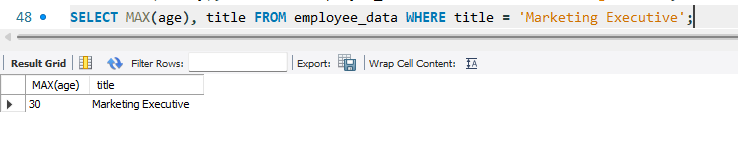 48 SELECT MAX(age), title FROM employee_data WHERE title = 'Marketing Executive';
Result Grid Filter Rows: Export: Wrap Cell Content: IA
MAX(age) title
30 Marketing Executive